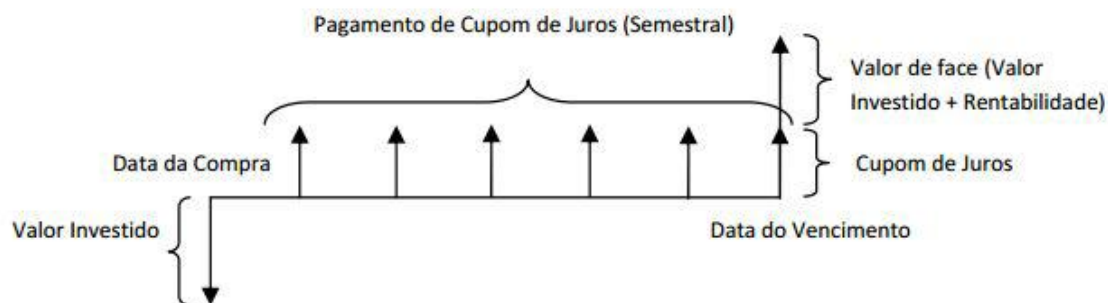 Pagamento de Cupom de Juros (Semestral)
Valor de face (Valor
Investido + Rentabilidade)
Data da Compra
Cupom de Juros
Valor Investido
Data do Vencimento